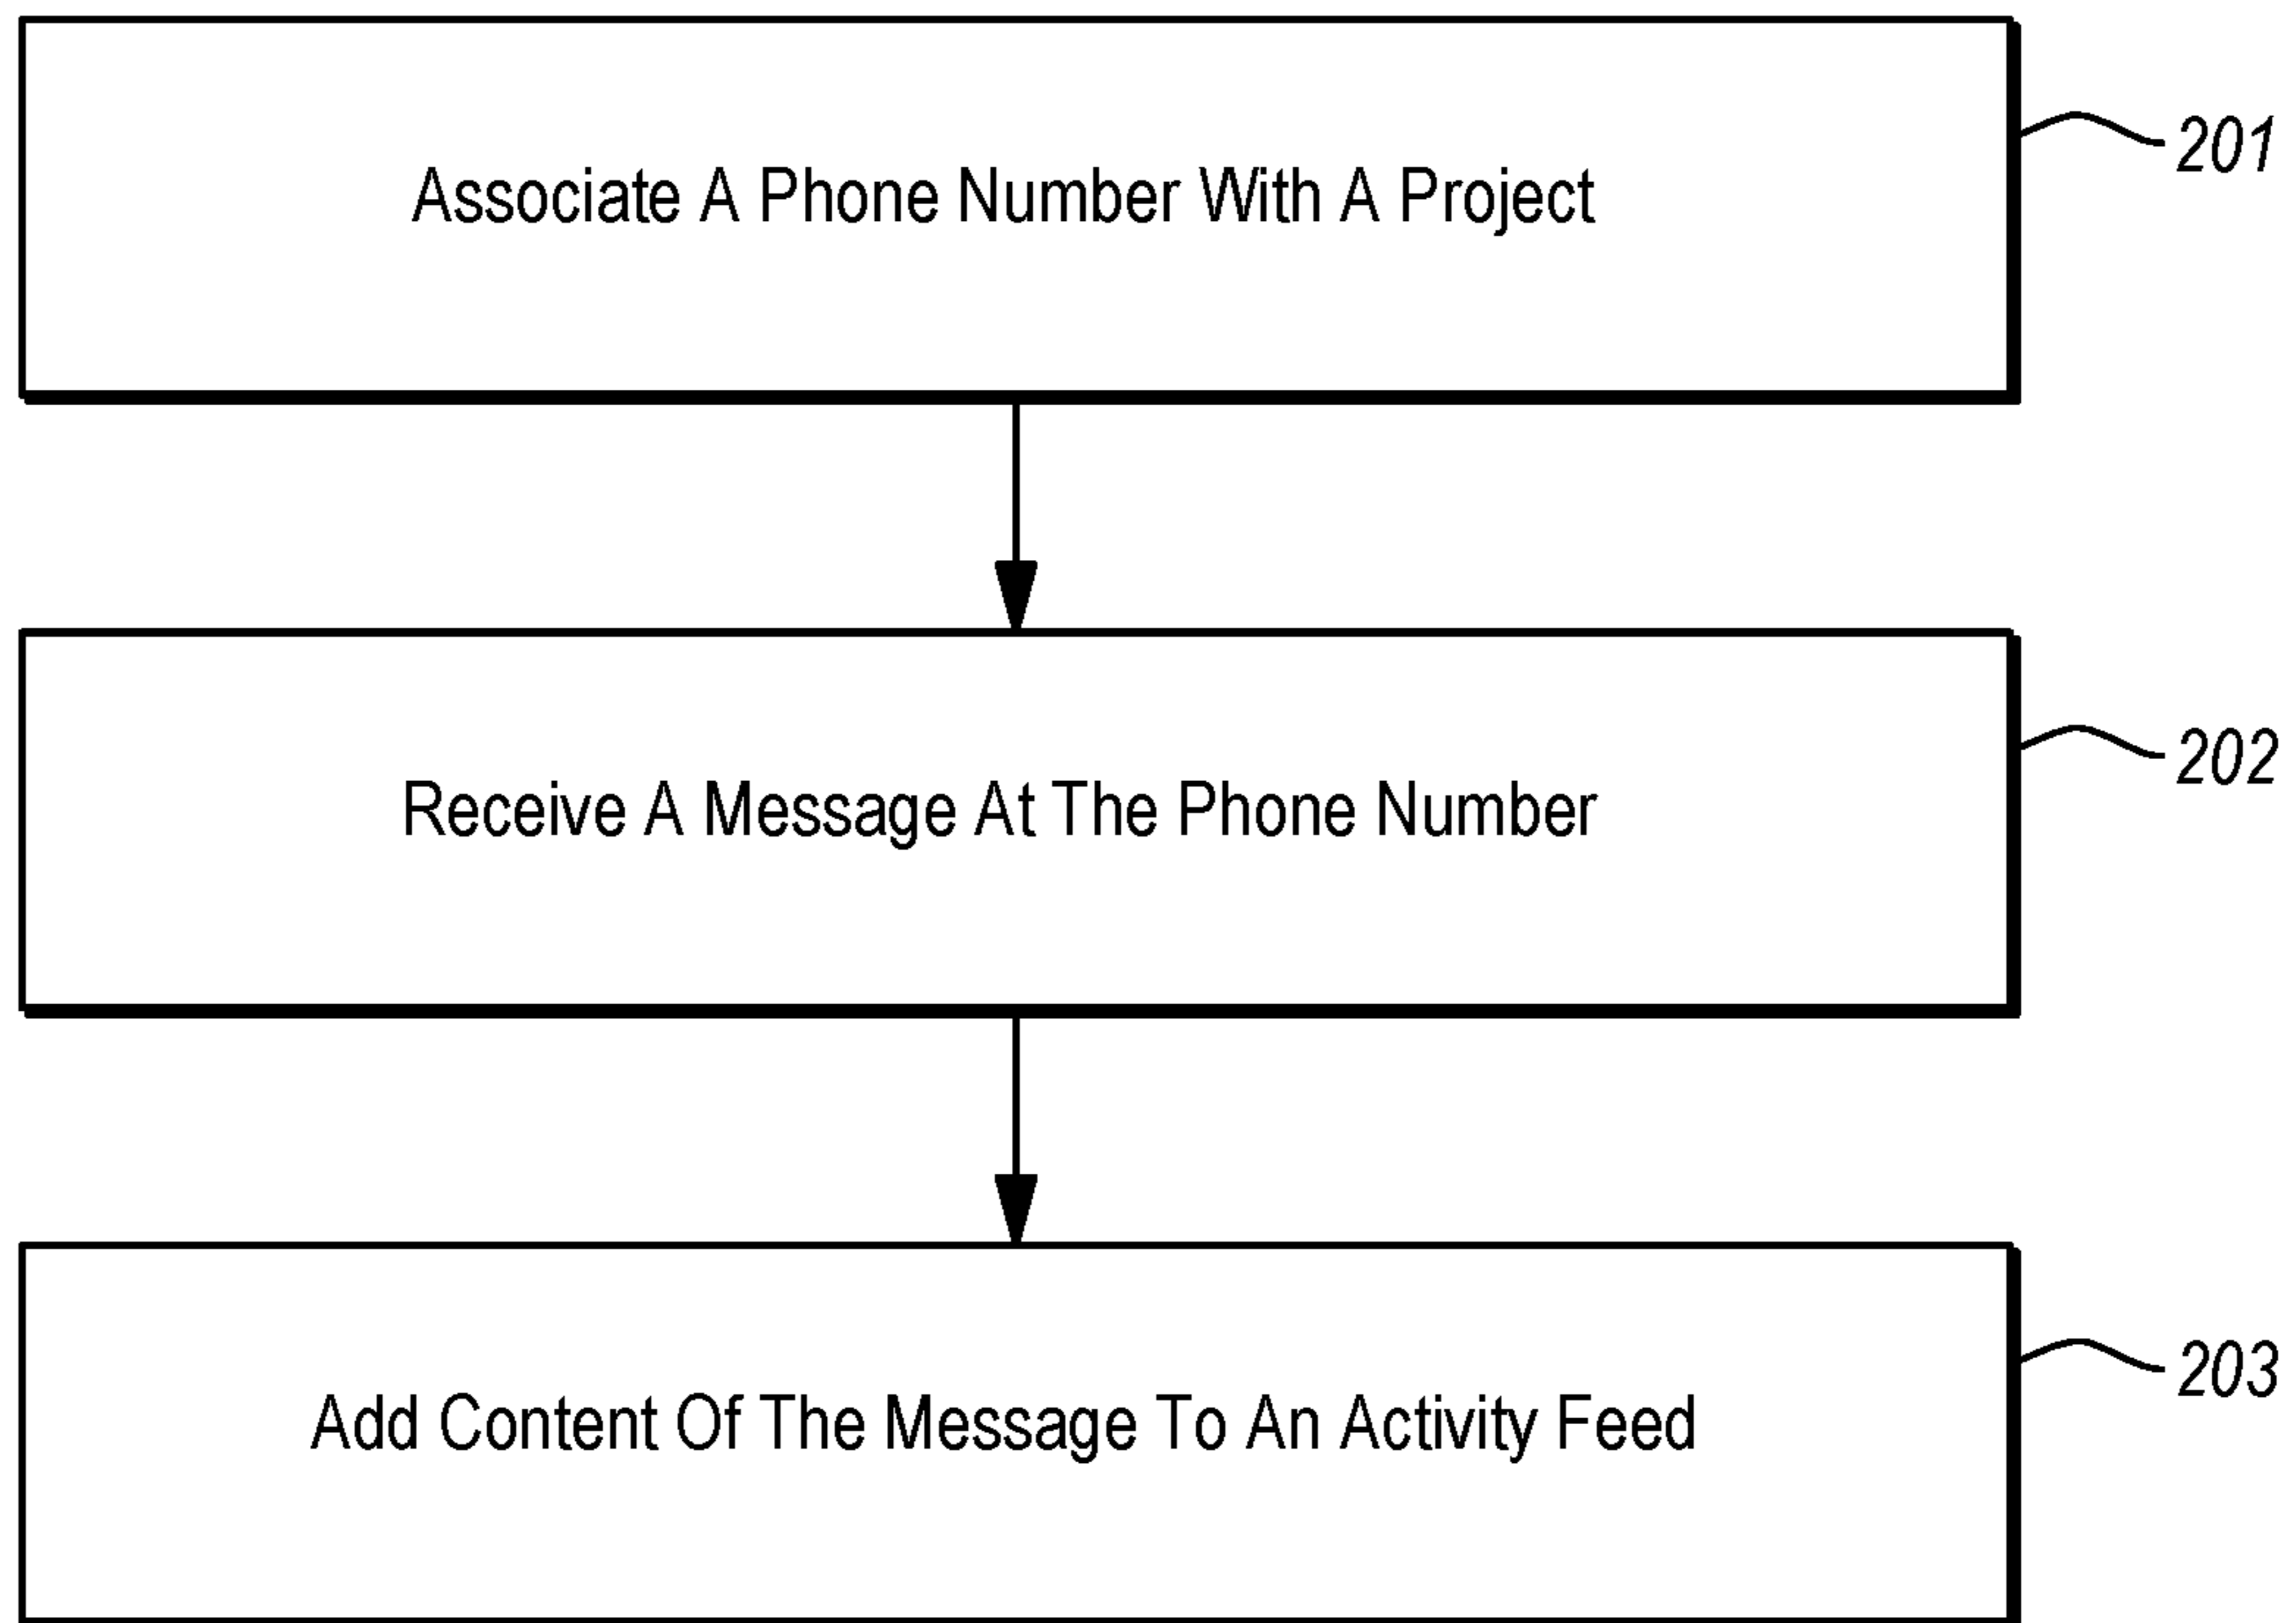 Associate A Phone Number With A Project
201
Receive A Message At The Phone Number
202
Add Content Of The Message To An Activity Feed
203